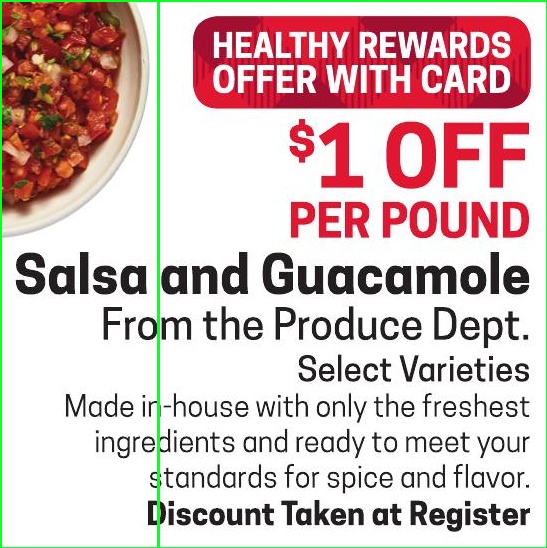 HEALTHY REWARDS
OFFER WITH CARD
$1 OFF
PER POUND
Salsa and Guacamole
From the Produce Dept.
Select Varieties
Made in-house with only the freshest
ingredients and ready to meet your
standards for spice and flavor.
Discount Taken at Register